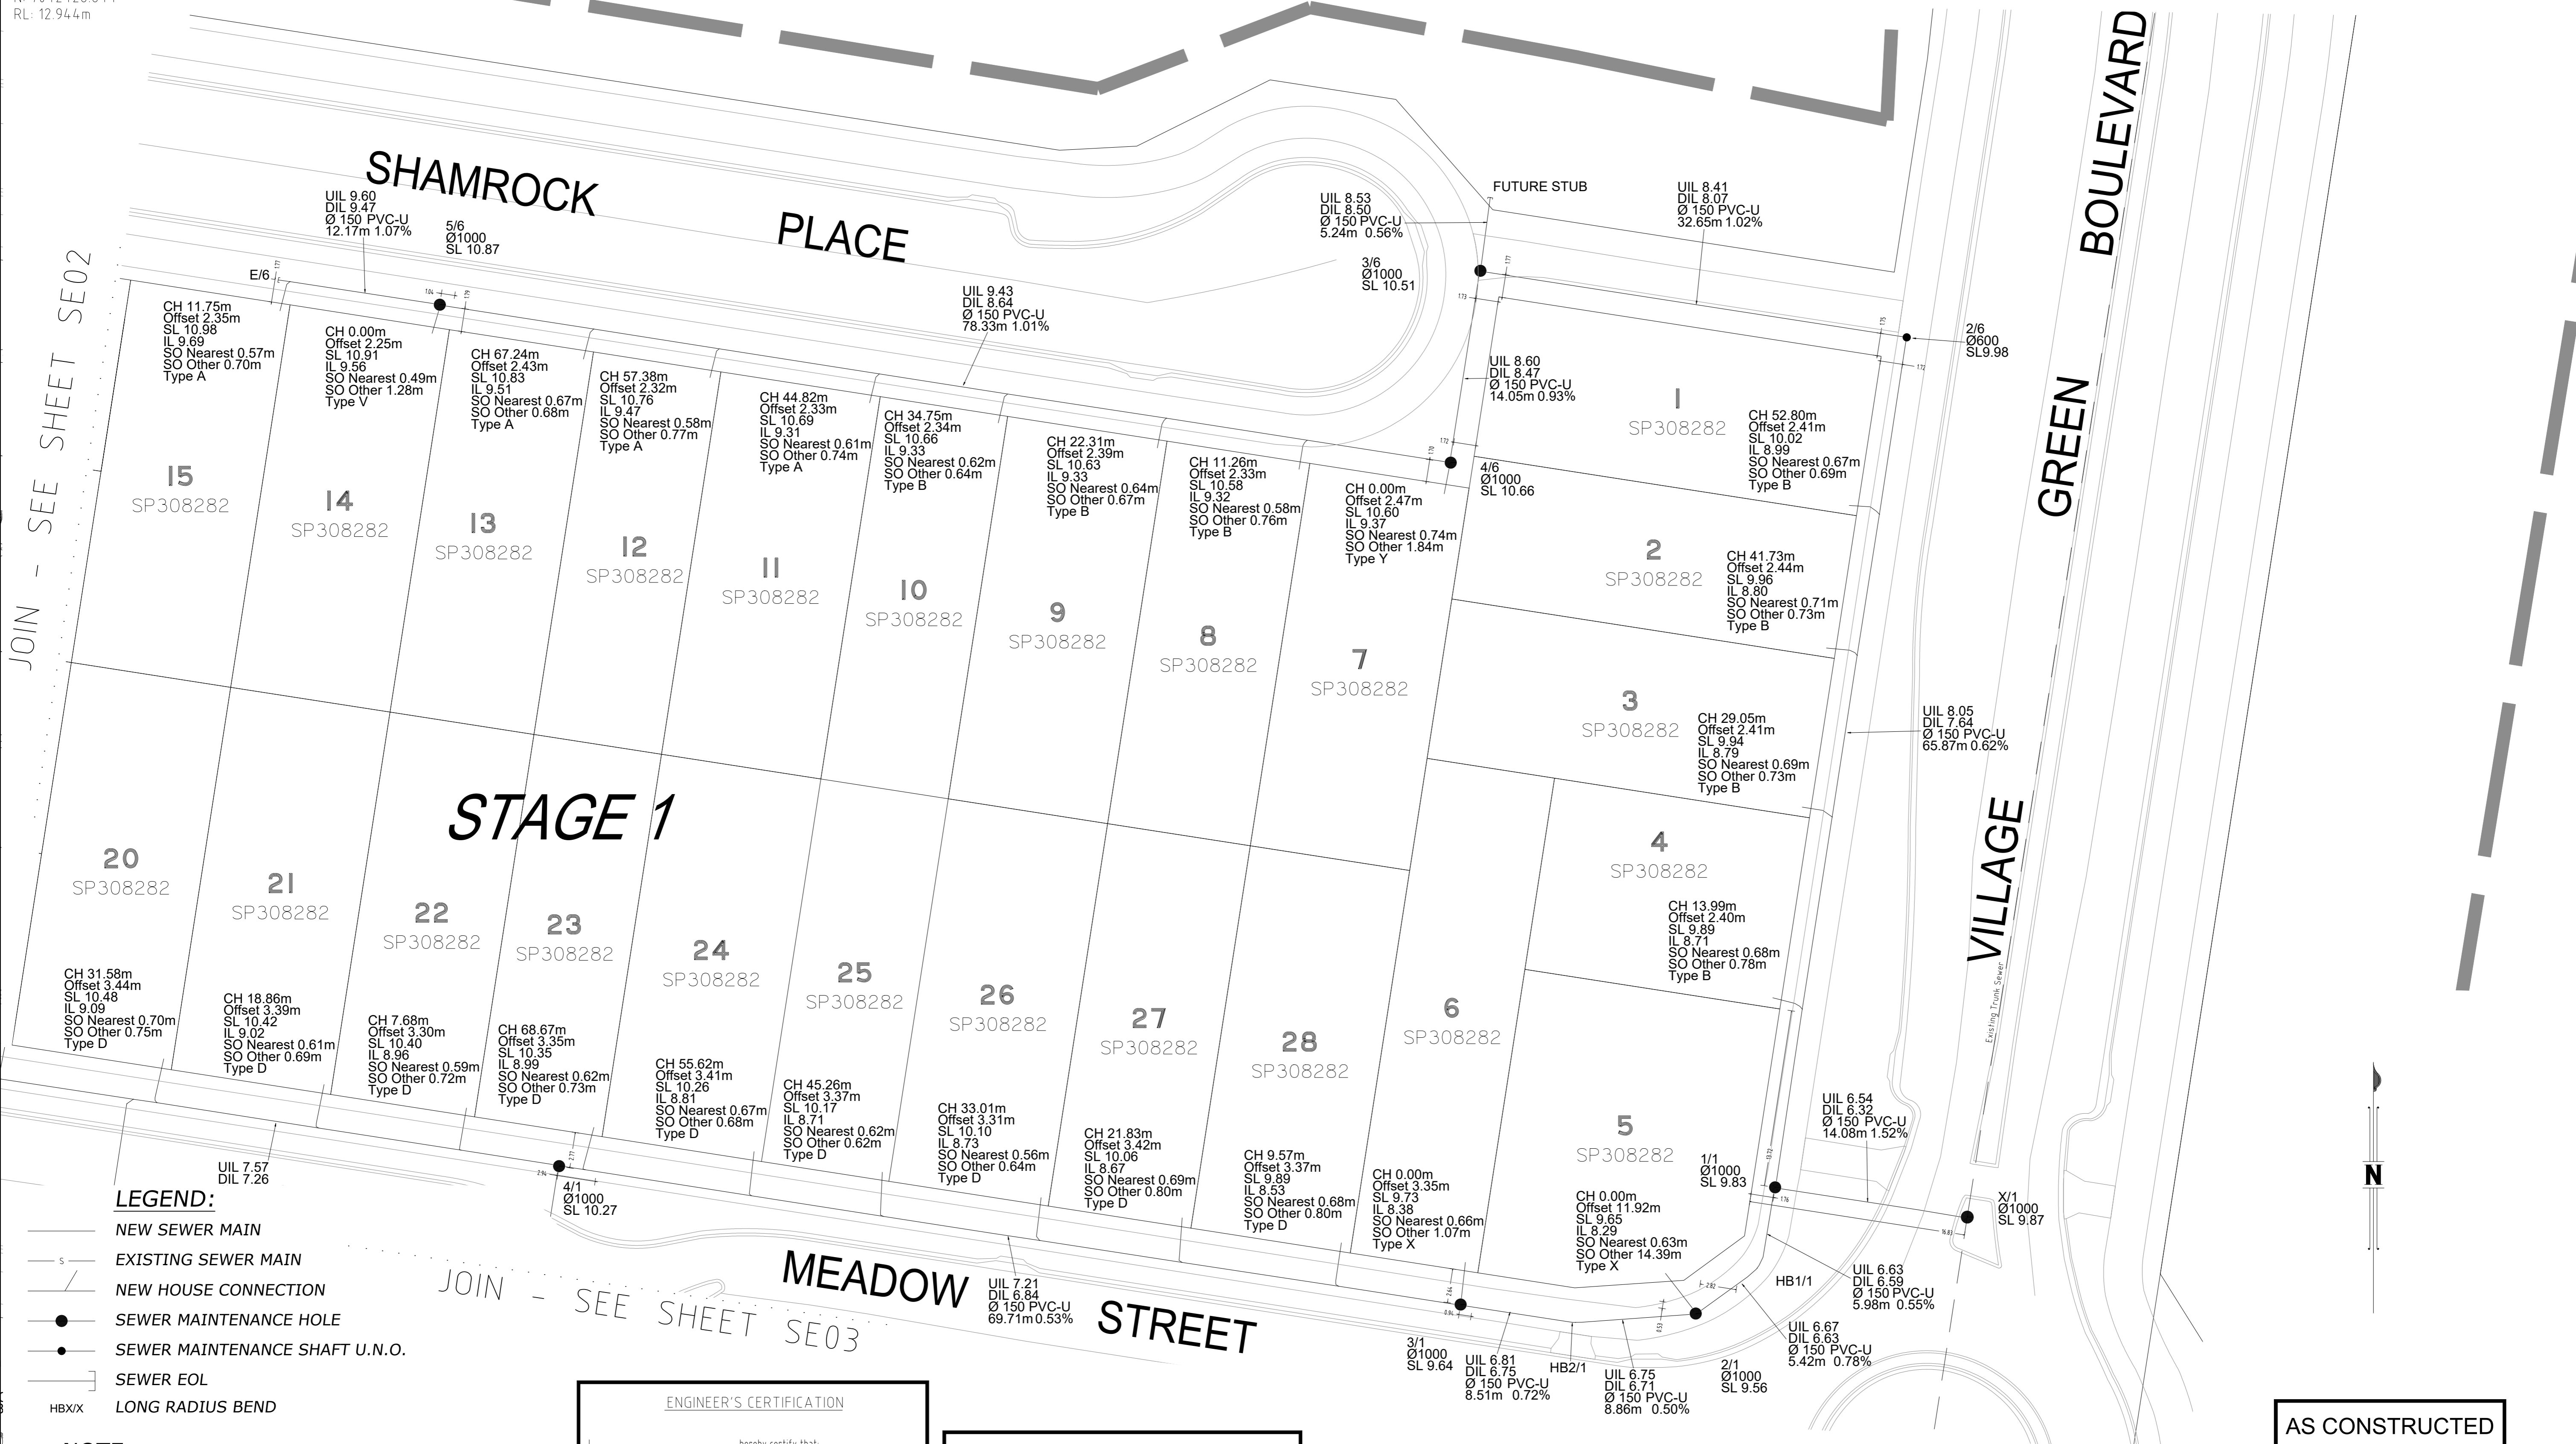 RL: 12.944m
SHAMROCK
PLACE
GREEN
BOULEVARD
VILLAGE
MEADOW
STREET
STAGE 1
JOIN - SEE SHEET SE02
JOIN - SEE SHEET SE03
FUTURE STUB
Existing Trunk Sewer
UIL 9.60
DIL 9.47
Ø 150 PVC-U
12.17m 1.07%
5/6
Ø1000
SL 10.87
E/6
UIL 9.43
DIL 8.64
Ø 150 PVC-U
78.33m 1.01%
UIL 8.53
DIL 8.50
Ø 150 PVC-U
5.24m 0.56%
3/6
Ø1000
SL 10.51
UIL 8.41
DIL 8.07
Ø 150 PVC-U
32.65m 1.02%
2/6
Ø600
SL9.98
UIL 8.60
DIL 8.47
Ø 150 PVC-U
14.05m 0.93%
4/6
Ø1000
SL 10.66
CH 11.75m
Offset 2.35m
SL 10.98
IL 9.69
SO Nearest 0.57m
SO Other 0.70m
Type A
15
SP308282
CH 0.00m
Offset 2.25m
SL 10.91
IL 9.56
SO Nearest 0.49m
SO Other 1.28m
Type V
14
SP308282
CH 67.24m
Offset 2.43m
SL 10.83
IL 9.51
SO Nearest 0.67m
SO Other 0.68m
Type A
13
SP308282
CH 57.38m
Offset 2.32m
SL 10.76
IL 9.47
SO Nearest 0.58m
SO Other 0.77m
Type A
12
SP308282
CH 44.82m
Offset 2.33m
SL 10.69
IL 9.31
SO Nearest 0.61m
SO Other 0.74m
Type A
11
SP308282
CH 34.75m
Offset 2.34m
SL 10.66
IL 9.33
SO Nearest 0.62m
SO Other 0.64m
Type B
10
SP308282
CH 22.31m
Offset 2.39m
SL 10.63
IL 9.33
SO Nearest 0.64m
SO Other 0.67m
Type B
9
SP308282
CH 11.26m
Offset 2.33m
SL 10.58
IL 9.32
SO Nearest 0.58m
SO Other 0.76m
Type B
8
SP308282
CH 0.00m
Offset 2.47m
SL 10.60
IL 9.37
SO Nearest 0.74m
SO Other 1.84m
Type Y
7
SP308282
1
SP308282
CH 52.80m
Offset 2.41m
SL 10.02
IL 8.99
SO Nearest 0.67m
SO Other 0.69m
Type B
2
SP308282
CH 41.73m
Offset 2.44m
SL 9.96
IL 8.80
SO Nearest 0.71m
SO Other 0.73m
Type B
3
SP308282
CH 29.05m
Offset 2.41m
SL 9.94
IL 8.79
SO Nearest 0.69m
SO Other 0.73m
Type B
UIL 8.05
DIL 7.64
Ø 150 PVC-U
65.87m 0.62%
4
SP308282
CH 13.99m
Offset 2.40m
SL 9.89
IL 8.71
SO Nearest 0.68m
SO Other 0.78m
Type B
20
SP308282
CH 31.58m
Offset 3.44m
SL 10.48
IL 9.09
SO Nearest 0.70m
SO Other 0.75m
Type D
21
SP308282
CH 18.86m
Offset 3.39m
SL 10.42
IL 9.02
SO Nearest 0.61m
SO Other 0.69m
Type D
22
SP308282
CH 7.68m
Offset 3.30m
SL 10.40
IL 8.96
SO Nearest 0.59m
SO Other 0.72m
Type D
23
SP308282
CH 68.67m
Offset 3.35m
SL 10.35
IL 8.99
SO Nearest 0.62m
SO Other 0.73m
Type D
24
SP308282
CH 55.62m
Offset 3.41m
SL 10.26
IL 8.81
SO Nearest 0.67m
SO Other 0.68m
Type D
25
SP308282
CH 45.26m
Offset 3.37m
SL 10.17
IL 8.71
SO Nearest 0.62m
SO Other 0.62m
Type D
26
SP308282
CH 33.01m
Offset 3.31m
SL 10.10
IL 8.73
SO Nearest 0.56m
SO Other 0.64m
Type D
27
SP308282
CH 21.83m
Offset 3.42m
SL 10.06
IL 8.67
SO Nearest 0.69m
SO Other 0.80m
Type D
28
SP308282
CH 9.57m
Offset 3.37m
SL 9.89
IL 8.53
SO Nearest 0.68m
SO Other 0.80m
Type D
6
SP308282
CH 0.00m
Offset 3.35m
SL 9.73
IL 8.38
SO Nearest 0.66m
SO Other 1.07m
Type X
5
SP308282
CH 0.00m
Offset 11.92m
SL 9.65
IL 8.29
SO Nearest 0.63m
SO Other 14.39m
Type X
1/1
Ø1000
SL 9.83
UIL 6.54
DIL 6.32
Ø 150 PVC-U
14.08m 1.52%
X/1
Ø1000
SL 9.87
UIL 7.57
DIL 7.26
4/1
Ø1000
SL 10.27
UIL 7.21
DIL 6.84
Ø 150 PVC-U
69.71m 0.53%
3/1
Ø1000
SL 9.64
UIL 6.81
DIL 6.75
Ø 150 PVC-U
8.51m 0.72%
HB2/1
UIL 6.75
DIL 6.71
Ø 150 PVC-U
8.86m 0.50%
2/1
Ø1000
SL 9.56
UIL 6.67
DIL 6.63
Ø 150 PVC-U
5.42m 0.78%
HB1/1
UIL 6.63
DIL 6.59
Ø 150 PVC-U
5.98m 0.55%
N
LEGEND:
NEW SEWER MAIN
S
EXISTING SEWER MAIN
NEW HOUSE CONNECTION
SEWER MAINTENANCE HOLE
SEWER MAINTENANCE SHAFT U.N.O.
SEWER EOL
HBX/X LONG RADIUS BEND
ENGINEER'S CERTIFICATION
hereby certify that:
AS CONSTRUCTED